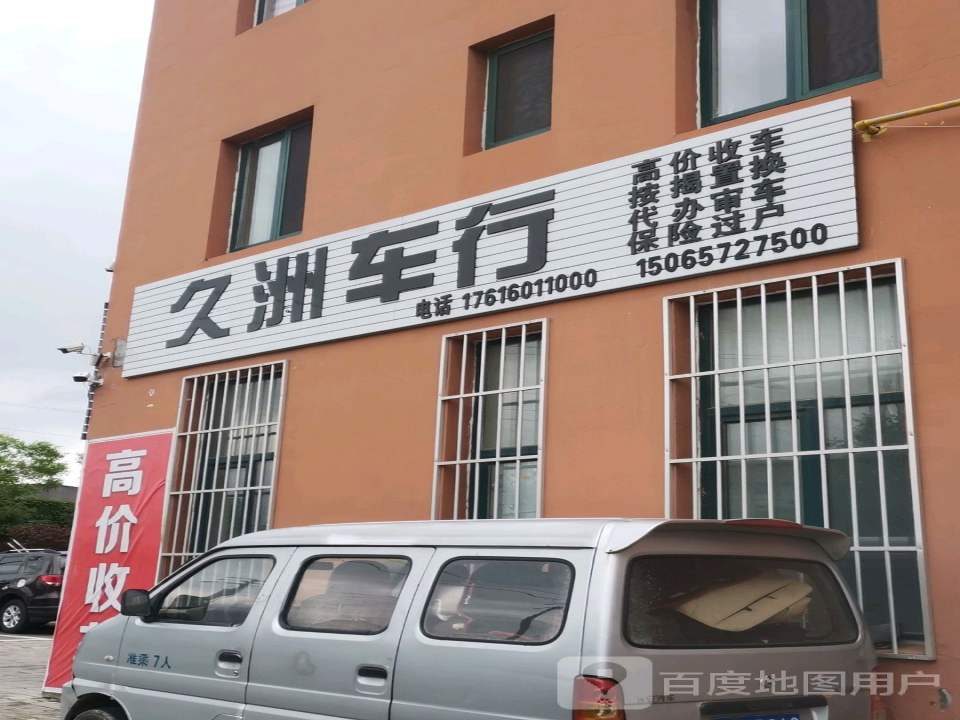 久洲车行
电话 17616011000
高价收车
按揭置换
代办审车
保险过户
15065727500
高价收
准乘7人
百度地图用户